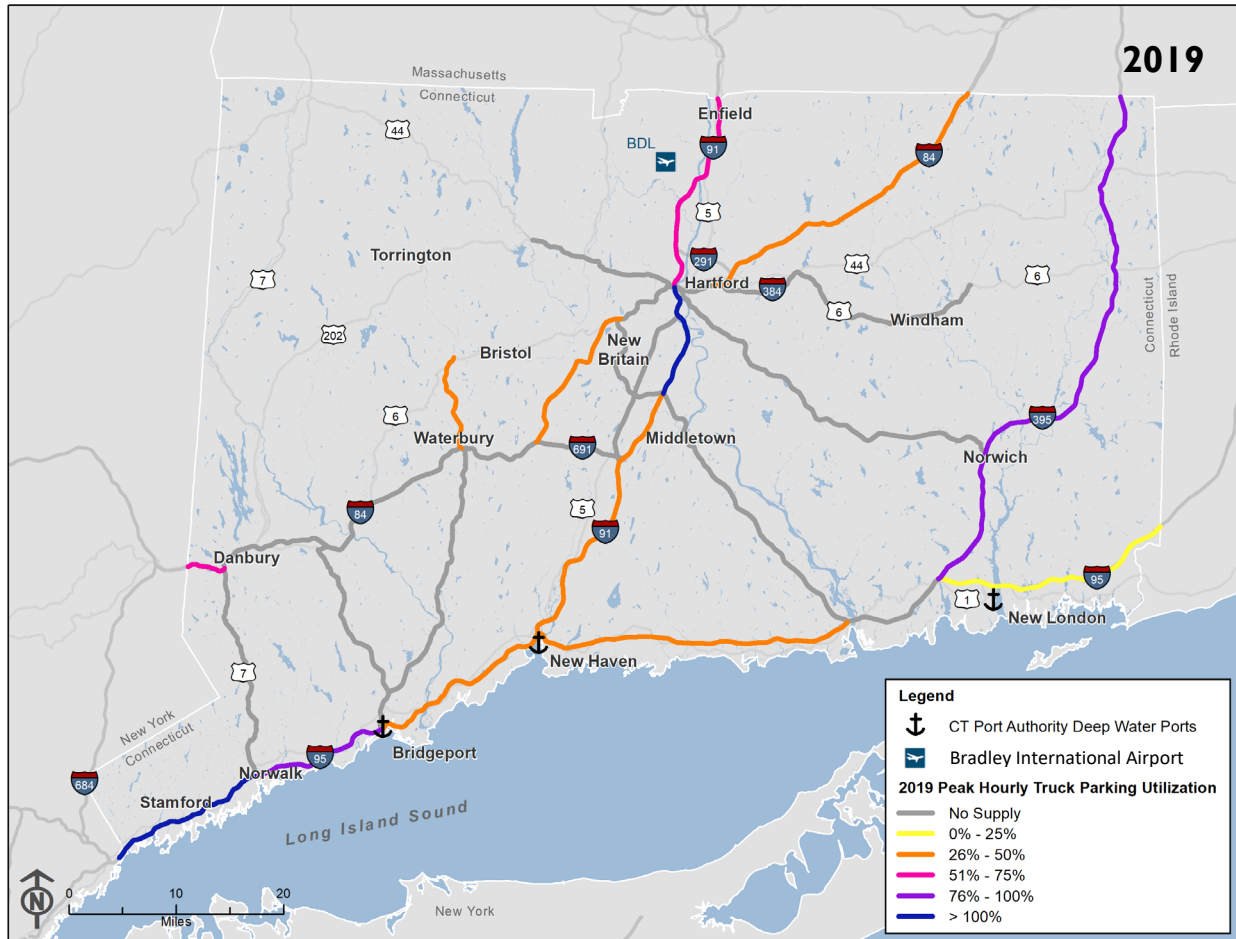 2019
Massachusetts
Connecticut
Enfield
44
BDL
91
84
5
Torrington
291
Hartford
44
6
7
384
6
Windham
Connecticut
Rhode Island
202
New
Britain
Bristol
6
395
Waterbury
691
Middletown
Norwich
84
5
91
Danbury
95
1
New London
New Haven
7
New York
Connecticut
Bridgeport
95
684
Norwalk
Stamford
Long Island Sound
N
0 10 20
Miles
New York
Legend
CT Port Authority Deep Water Ports
Bradley International Airport
2019 Peak Hourly Truck Parking Utilization
No Supply
0% - 25%
26% - 50%
51% - 75%
76% - 100%
> 100%